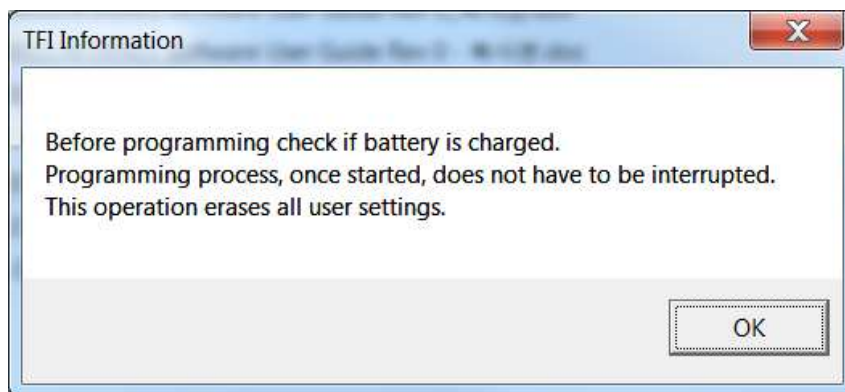 TFI Information
Before programming check if battery is charged.
Programming process, once started, does not have to be interrupted.
This operation erases all user settings.
OK